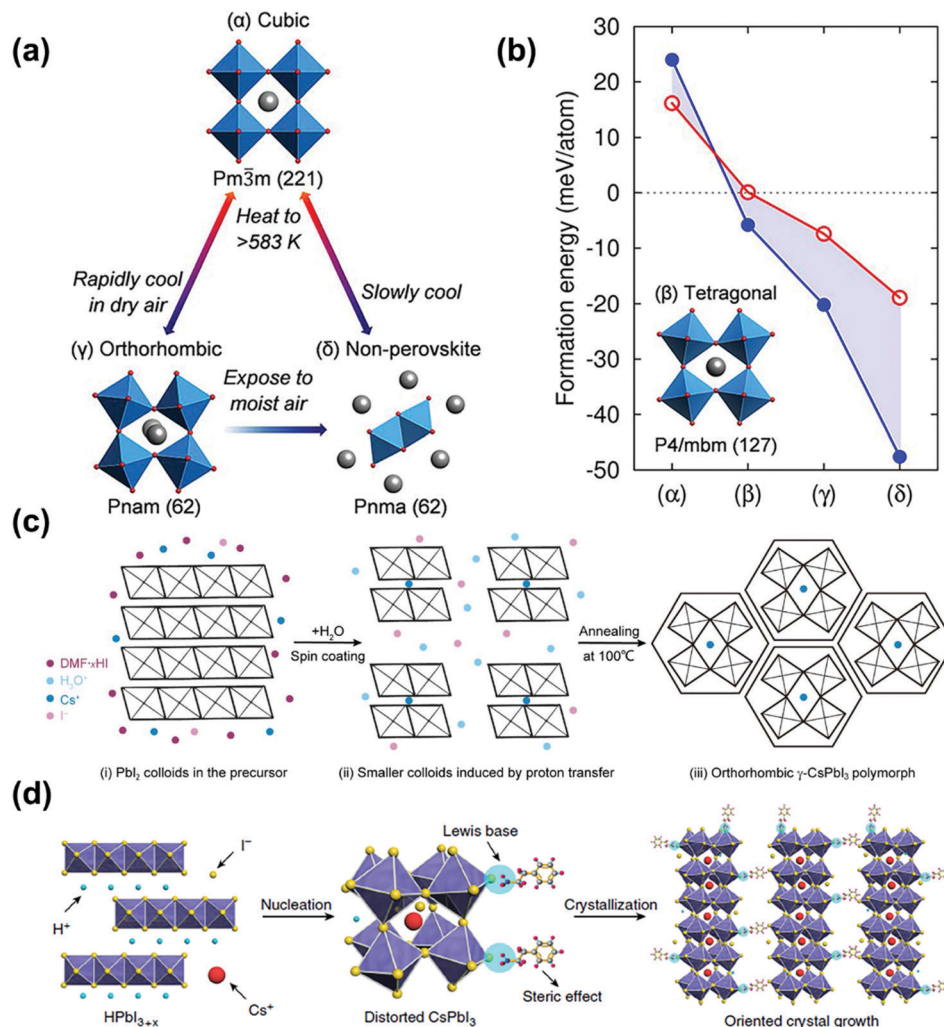 (a)
(α) Cubic
Pm3̄m (221)
Heat to
>583 K
Rapidly cool
in dry air
Slowly cool
(γ) Orthorhombic
(δ) Non-perovskite
Expose to
moist air
Pnam (62)
Pnma (62)
(b)
Formation energy (meV/atom)
30
20
10
0
-10
-20
-30
-40
-50
(β) Tetragonal
P4/mbm (127)
(α)
(β)
(γ)
(δ)
(c)
DMF·xHI
H₃O⁺
Cs⁺
I⁻
+H₂O
Spin coating
Annealing
at 100℃
(i) PbI₂ colloids in the precursor
(ii) Smaller colloids induced by proton transfer
(iii) Orthorhombic γ-CsPbI₃ polymorph
(d)
I⁻
H⁺
Cs⁺
HPbI₃₊ₓ
Nucleation
Lewis base
Steric effect
Distorted CsPbI₃
Crystallization
Oriented crystal growth